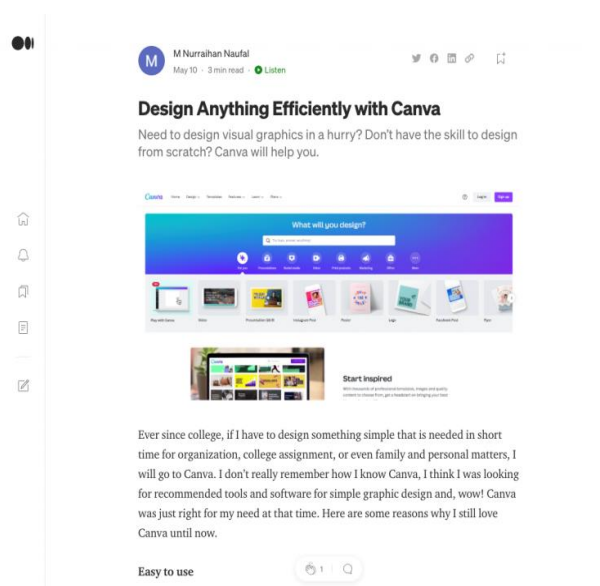 M
M Nurraihan Naufal
May 10 · 3 min read · Listen
Design Anything Efficiently with Canva
Need to design visual graphics in a hurry? Don't have the skill to design
from scratch? Canva will help you.
Canva
What will you design?
Start inspired
Ever since college, if I have to design something simple that is needed in short
time for organization, college assignment, or even family and personal matters, I
will go to Canva. I don't really remember how I know Canva, I think I was looking
for recommended tools and software for simple graphic design and, wow! Canva
was just right for my need at that time. Here are some reasons why I still love
Canva until now.
Easy to use
1